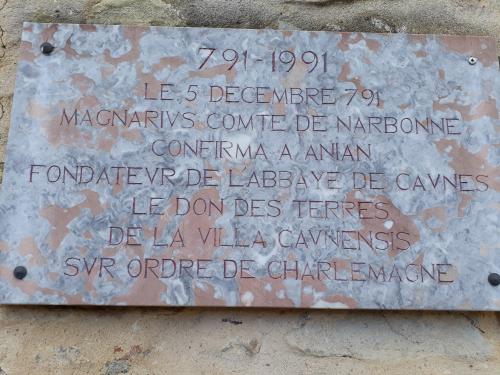 791-1991
LE 5 DECEMBRE 791
MAGNARIVS COMTE DE NARBONNE
CONFIRMA A ANIAN
FONDATEVR DE L'ABBAYE DE CAVNES
LE DON DES TERRES
DE LA VILLA CAVNENSIS
SVR ORDRE DE CHARLEMAGNE